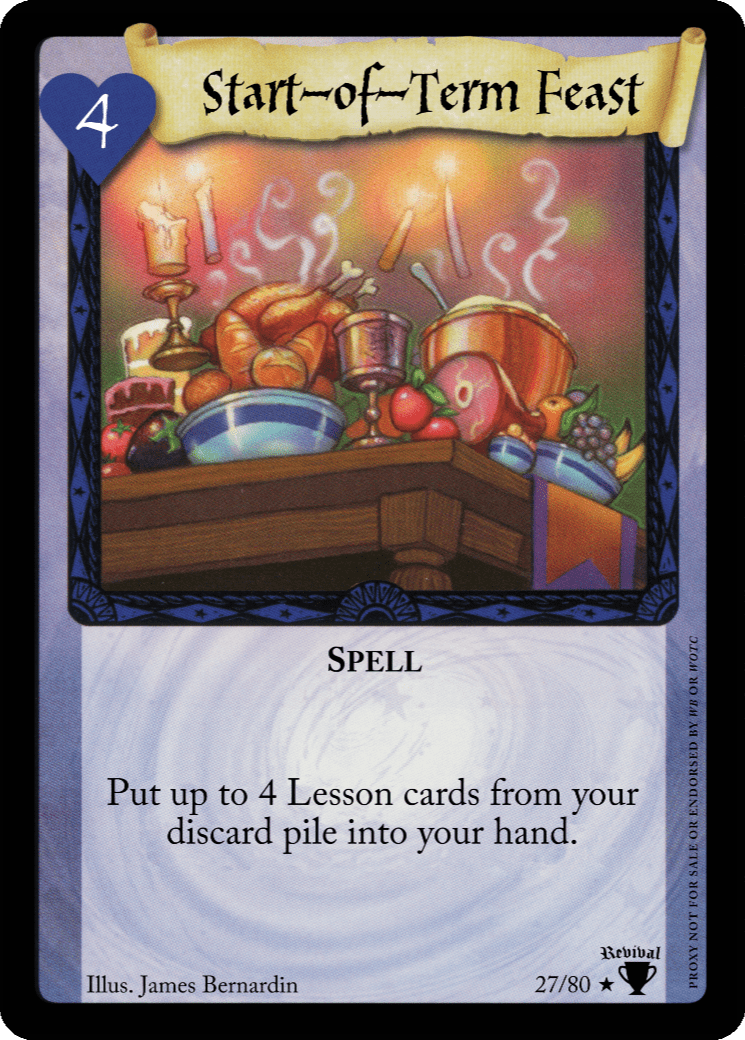 4
Start-of-Term Feast
SPELL
Put up to 4 Lesson cards from your
discard pile into your hand.
PROXY NOT FOR SALE OR ENDORSED BY WB OR WOTC
Revival
Illus. James Bernardin
27/80 ★